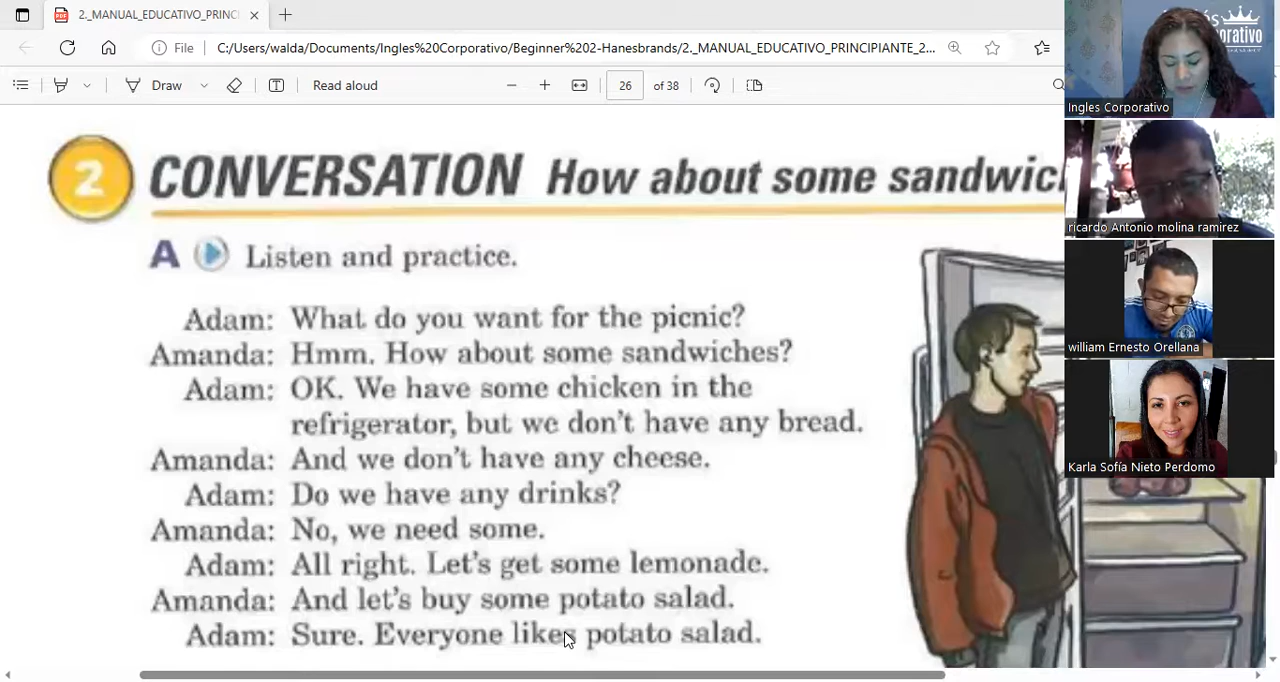 2._MANUAL_EDUCATIVO_PRINCI
File C:/Users/walda/Documents/Ingles%20Corporativo/Beginner%202-Hanesbrands/2._MANUAL_EDUCATIVO_PRINCIPIANTE_2...
Draw Read aloud 26 of 38
Ingles Corporativo
ricardo Antonio molina ramirez
william Ernesto Orellana
Karla Sofía Nieto Perdomo
2 CONVERSATION How about some sandwic
A Listen and practice.
Adam: What do you want for the picnic?
Amanda: Hmm. How about some sandwiches?
Adam: OK. We have some chicken in the
refrigerator, but we don't have any bread.
Amanda: And we don't have any cheese.
Adam: Do we have any drinks?
Amanda: No, we need some.
Adam: All right. Let's get some lemonade.
Amanda: And let's buy some potato salad.
Adam: Sure. Everyone likes potato salad.